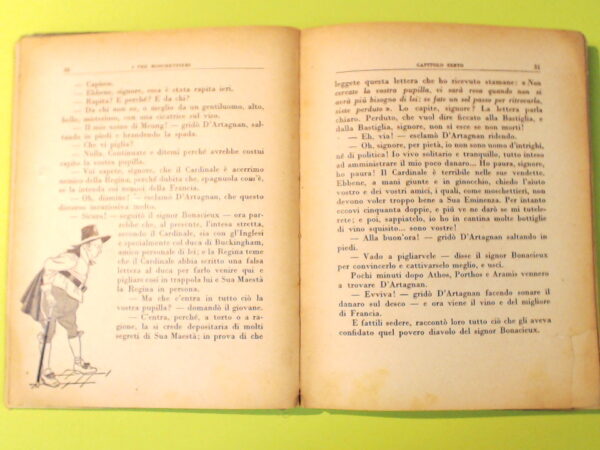 30
I TRE MOSCHETTIERI
— Capisco.
— Ebbene, signore, essa è stata rapita ieri.
— Rapita? E perché? E da chi?
— Da chi non so, o meglio da un gentiluomo, alto,
bello, misterioso, con una cicatrice sul viso.
— Il mio uomo di Meung! — gridò D'Artagnan, sal-
tando in piedi e brandendo la spada.
— Che vi piglia?
— Nulla. Continuate e ditemi perché avrebbe costui
rapito la vostra pupilla.
— Voi sapete, signore, che il Cardinale è acerrimo
nemico della Regina, perché dubita che, spagnuola com'è,
se la intenda coi nemici della Francia.
— Oh, diamine! — esclamò D'Artagnan, che questo
discorso incuriosiva molto.
— — seguitò il signor Bonacieux — ora par-
rebbe che, al presente, l'intesa stretta,
secondo il Cardinale, sia con gl'Inglesi
e specialmente col duca di Buckingham,
amico personale di lei; e la Regina teme
che il Cardinale abbia scritto una falsa
lettera al duca per farlo venire qui e
pigliare così in trappola lui e Sua Maestà
la Regina in persona.
— Ma che c'entra in tutto ciò la
vostra pupilla? — domandò il giovane.
— C'entra, perché, a torto o a ra-
gione, la si crede depositaria di molti
segreti di Sua Maestà; in prova di che
CAPITOLO SESTO
31
leggete questa lettera che ho ricevuto stamane: « Non
cercate la vostra pupilla, vi sarà resa quando non si
avrà più bisogno di lei: se fate un sol passo per ritrovarla,
siete perduto ». Lo capite, signore? La lettera parla
chiaro. Perduto, che vuol dire ficcato alla Bastiglia, e
dalla Bastiglia, signore, non si esce se non morti!
— Eh, via! — esclamò D'Artagnan ridendo.
— Oh, signore, per pietà, io non sono uomo d'intrighi,
né di politica! Io vivo solitario e tranquillo, tutto inteso
ad amministrare il mio poco danaro... Ho paura, signore,
ho paura! Il Cardinale è terribile nelle sue vendette.
Ebbene, a mani giunte e in ginocchio, chiedo l'aiuto
vostro e dei vostri amici, i quali, come moschettieri, non
devono voler troppo bene a Sua Eminenza. Per intanto
eccovi cinquanta doppie, e più ve ne darò se mi tutele-
rete; e poi, sappiatelo, io ho in cantina molte bottiglie
di vino squisito... sono vostre!
— Alla buon'ora! — gridò D'Artagnan saltando in
piedi.
— Vado a pigliarvele — disse il signor Bonacieux
per convincerlo e cattivarselo meglio, e uscì.
Pochi minuti dopo Athos, Porthos e Aramis vennero
a trovare D'Artagnan.
— Evviva! — gridò D'Artagnan facendo sonare il
danaro sul desco — e ora viene il vino e del migliore
di Francia.
E fattili sedere, raccontò loro tutto ciò che gli aveva
confidato quel povero diavolo del signor Bonacieux.